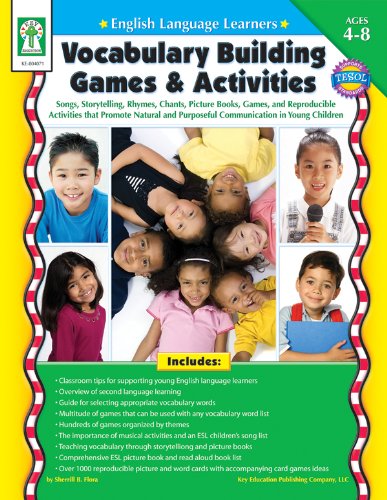 ★ English Language Learners ★
AGES
4-8
KEY
EDUCATION
KE-804071
Vocabulary Building
Games & Activities
SUPPORTS
TESOL
STANDARDS
Songs, Storytelling, Rhymes, Chants, Picture Books, Games, and Reproducible
Activities that Promote Natural and Purposeful Communication in Young Children
Includes:
• Classroom tips for supporting young English language learners
• Overview of second language learning
• Guide for selecting appropriate vocabulary words
• Multitude of games that can be used with any vocabulary word list
• Hundreds of games organized by themes
• The importance of musical activities and an ESL children's song list
• Teaching vocabulary through storytelling and picture books
• Comprehensive ESL picture book and read aloud book list
• Over 1000 reproducible picture and word cards with accompanying card games ideas
by Sherrill B. Flora
Key Education Publishing Company, LLC